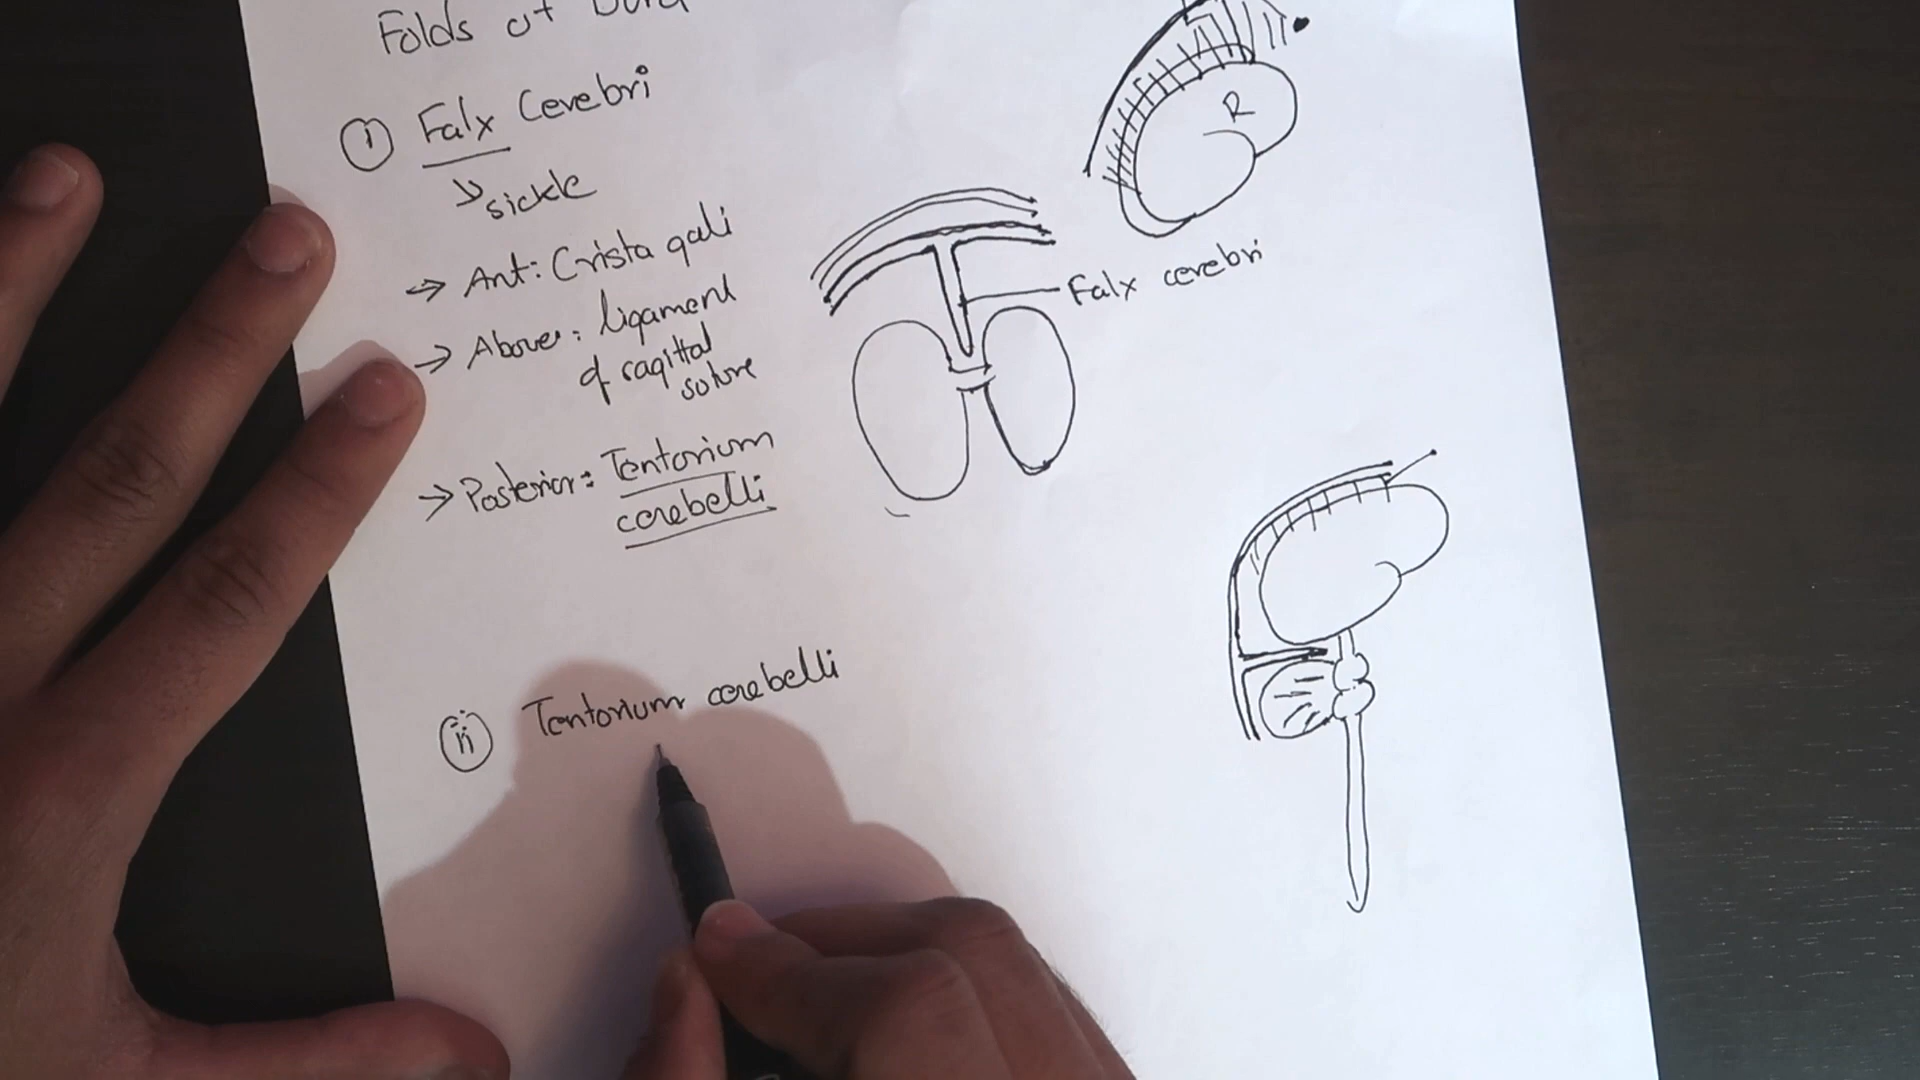 Folds of Dura
i Falx Cerebri
sickle
→ Ant: Crista gali
→ Above: ligament
of sagittal
suture
→ Posterior: Tentorium
cerebelli
ii Tentorium cerebelli
R
Falx cerebri